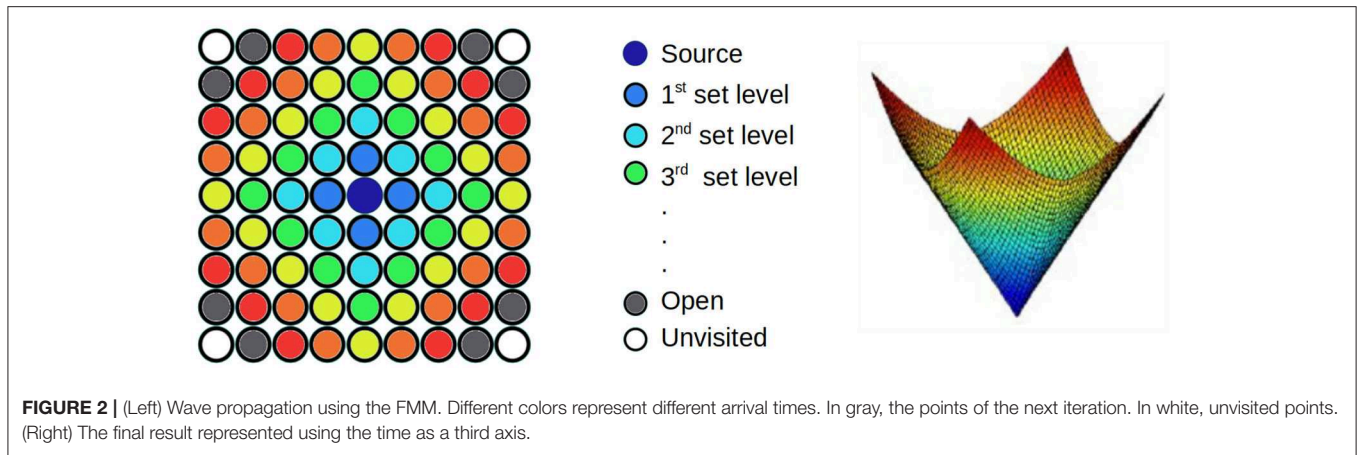 Source
1st set level
2nd set level
3rd set level
.
.
.
Open
Unvisited
FIGURE 2 | (Left) Wave propagation using the FMM. Different colors represent different arrival times. In gray, the points of the next iteration. In white, unvisited points.
(Right) The final result represented using the time as a third axis.